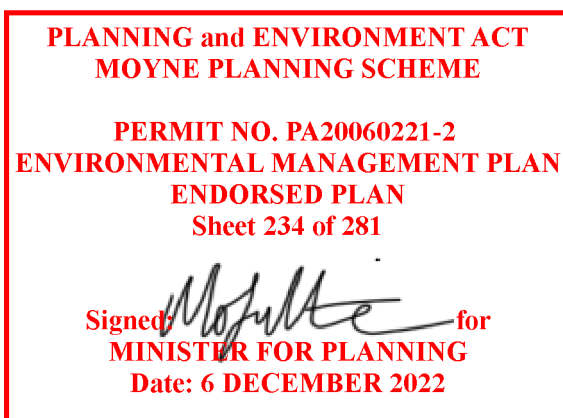 PLANNING and ENVIRONMENT ACT
MOYNE PLANNING SCHEME
PERMIT NO. PA20060221-2
ENVIRONMENTAL MANAGEMENT PLAN
ENDORSED PLAN
Sheet 234 of 281
Signed: for
MINISTER FOR PLANNING
Date: 6 DECEMBER 2022